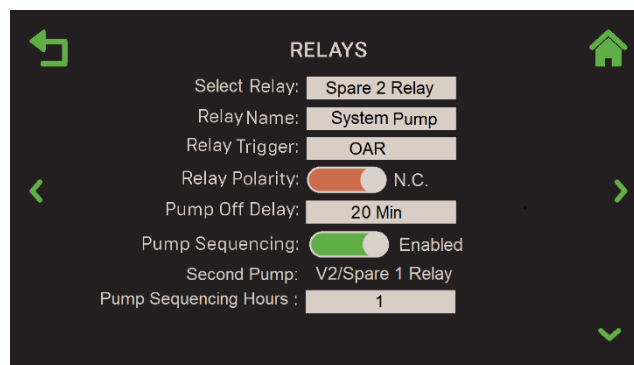 RELAYS
Select Relay: Spare 2 Relay
Relay Name: System Pump
Relay Trigger: OAR
Relay Polarity: N.C.
Pump Off Delay: 20 Min
Pump Sequencing: Enabled
Second Pump: V2/Spare 1 Relay
Pump Sequencing Hours : 1